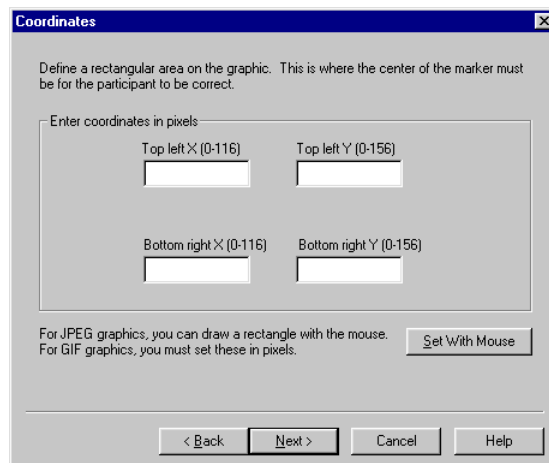 Coordinates
Define a rectangular area on the graphic. This is where the center of the marker must
be for the participant to be correct.
Enter coordinates in pixels
Top left X (0-116) Top left Y (0-156)
Bottom right X (0-116) Bottom right Y (0-156)
For JPEG graphics, you can draw a rectangle with the mouse.
For GIF graphics, you must set these in pixels.
Set With Mouse
< Back Next > Cancel Help